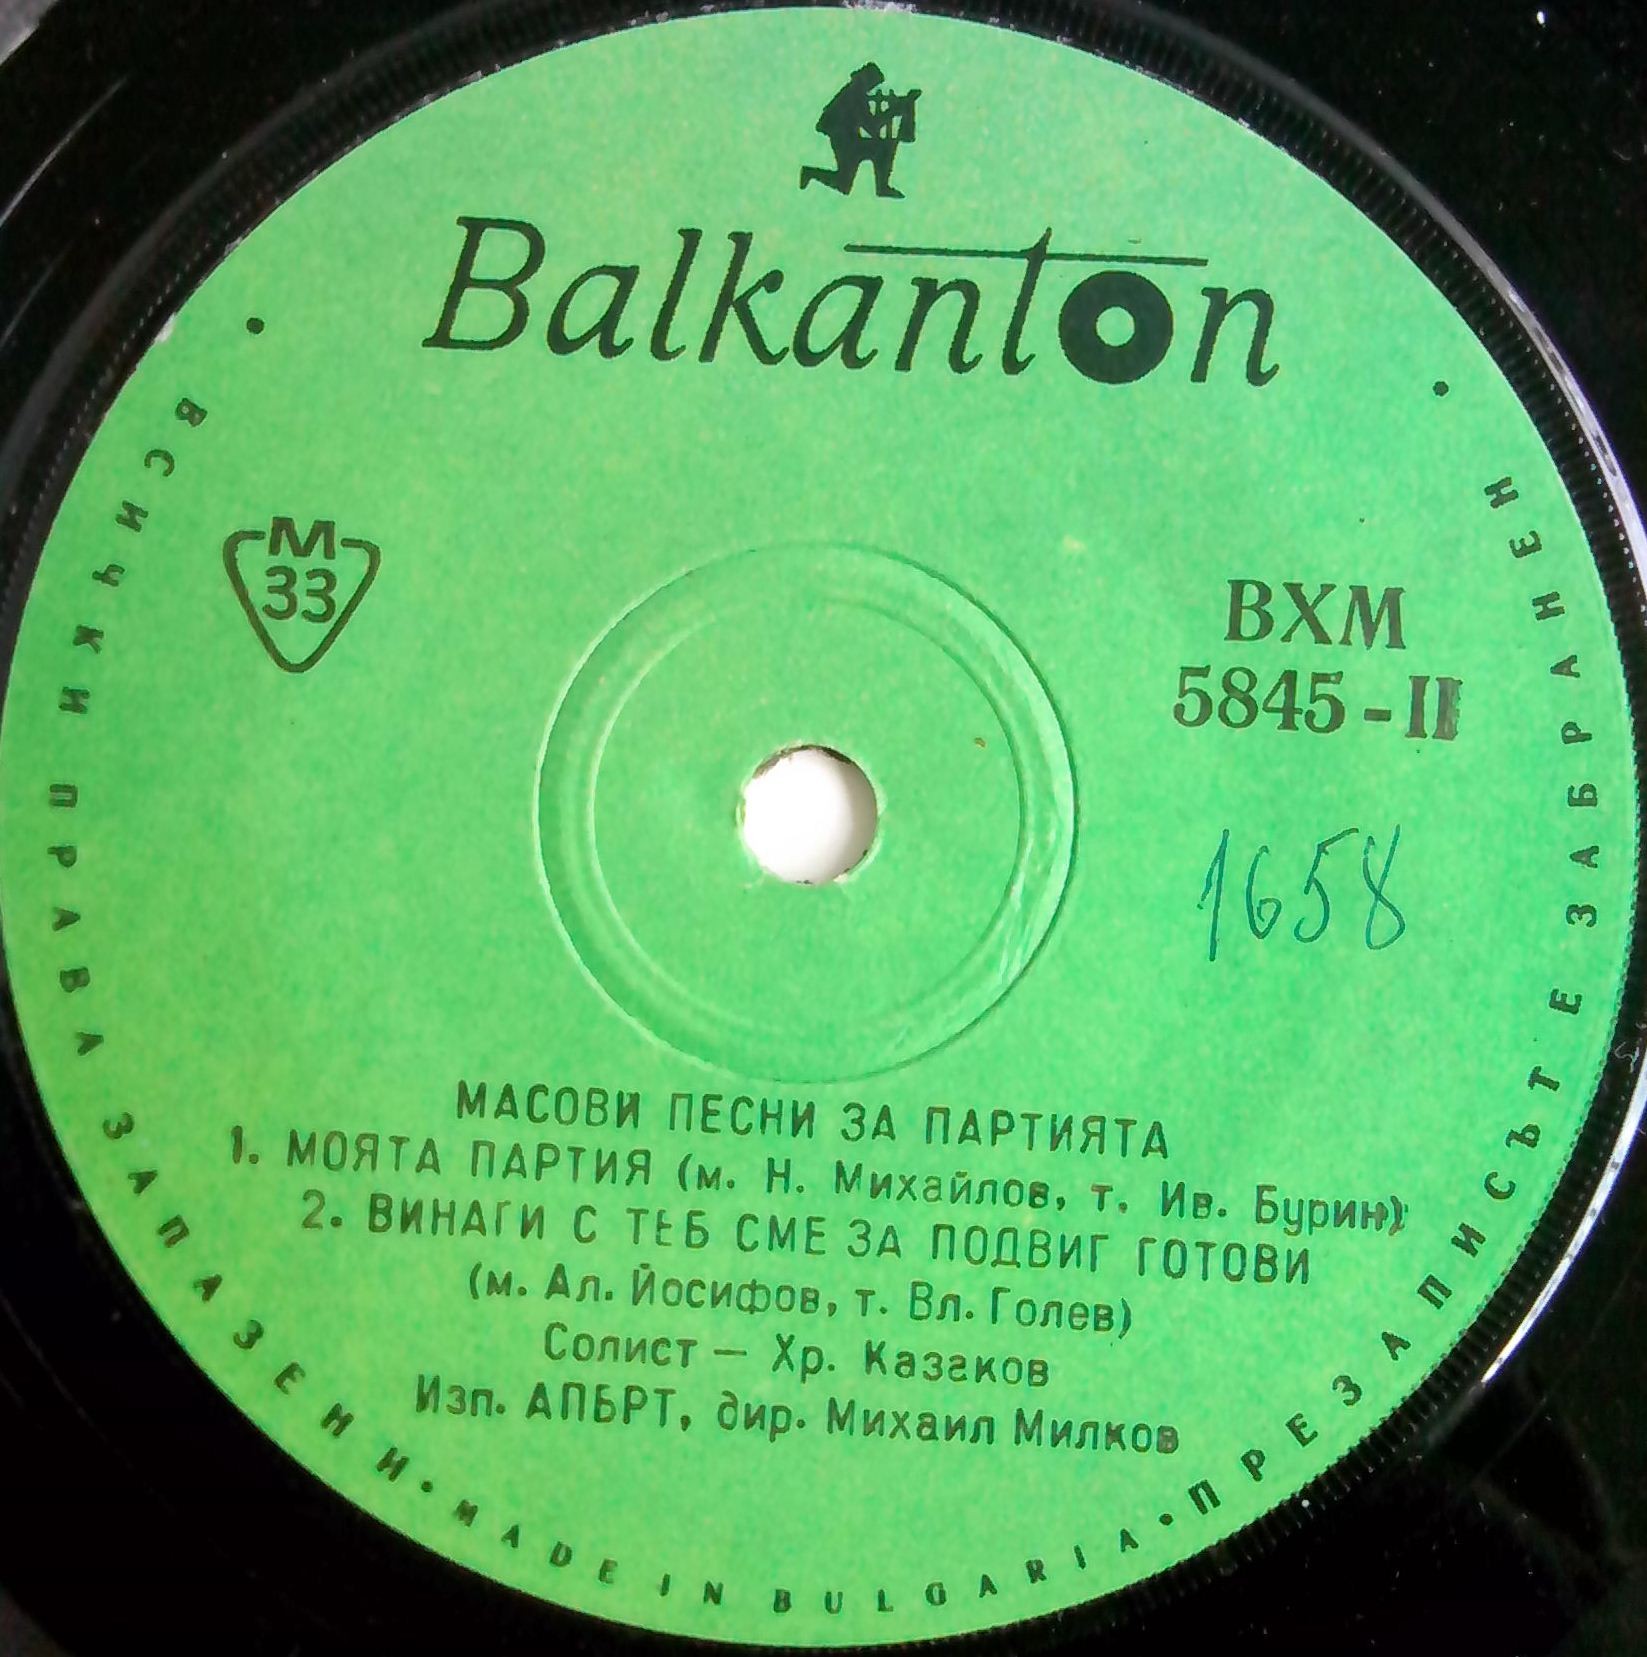 Balkanton
М
33
ВХМ
5845-II
1658
МАСОВИ ПЕСНИ ЗА ПАРТИЯТА
1. МОЯТА ПАРТИЯ (м. Н. Михайлов, т. Ив. Бурин)
2. ВИНАГИ С ТЕБ СМЕ ЗА ПОДВИГ ГОТОВИ
(м. Ал. Йосифов, т. Вл. Голев)
Солист — Хр. Казаков
Изп. АПБРТ, дир. Михаил Милков
• ВСИЧКИ ПРАВА ЗАПАЗЕНИ • MADE IN BULGARIA • ПРЕЗАПИСЪТ Е ЗАБРАНЕН •